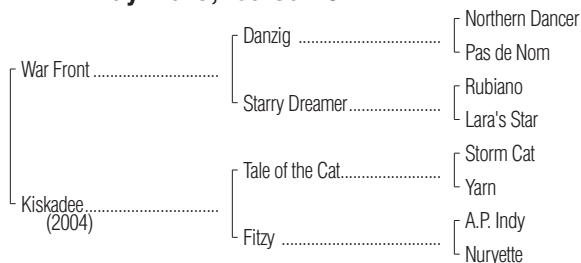 Northern Dancer
Danzig ..............................
Pas de Nom
War Front ..........................
Rubiano
Starry Dreamer....................
Lara's Star
Storm Cat
Tale of the Cat.....................
Yarn
Kiskadee............................
(2004)
A.P. Indy
Fitzy .................................
Nuryette